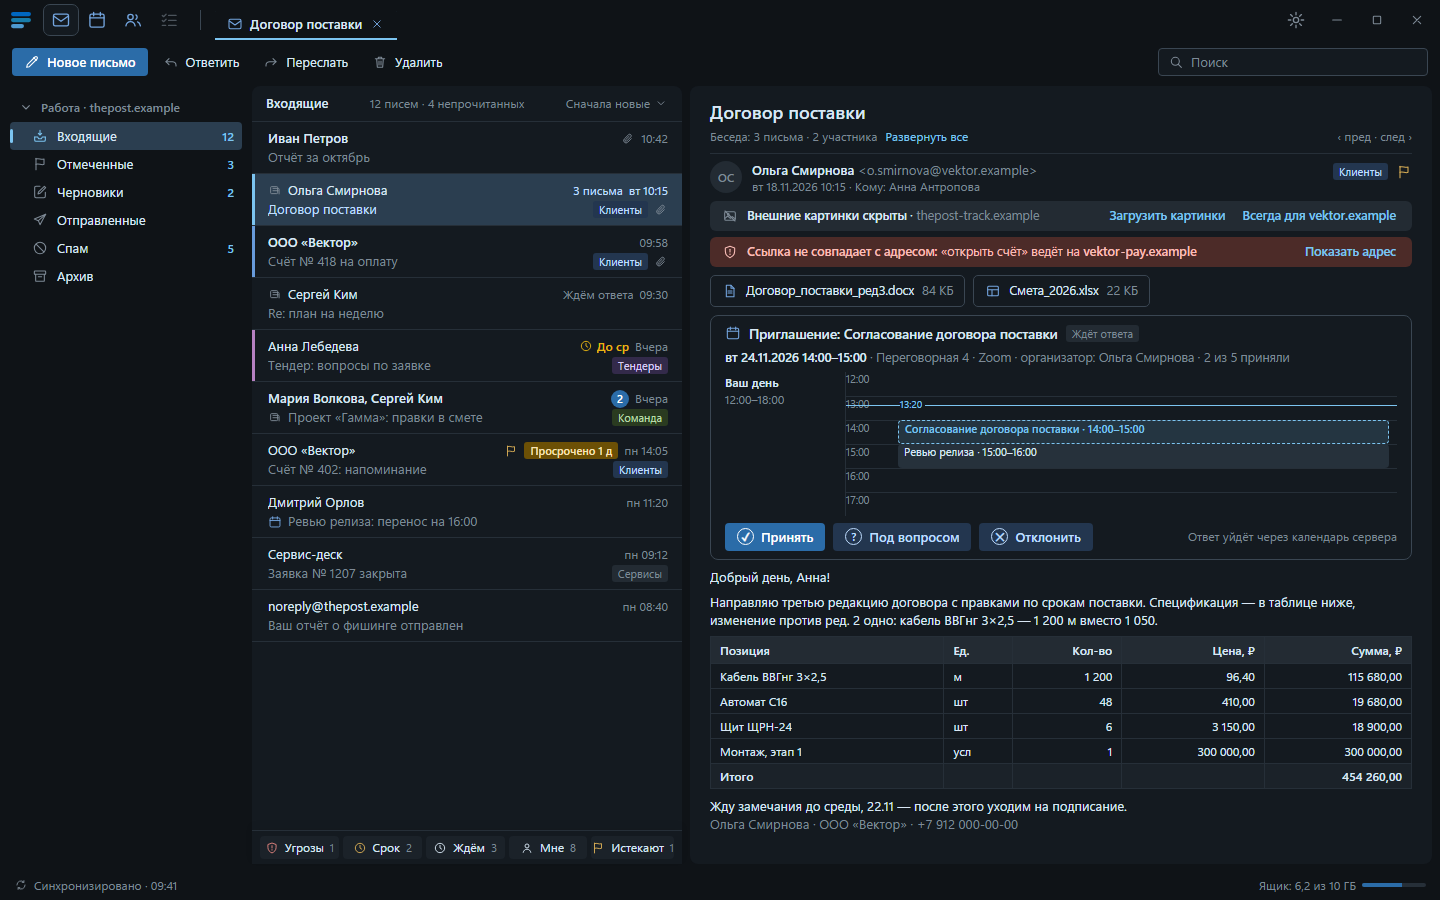 Договор поставки
Новое письмо
Ответить
Переслать
Удалить
Поиск
Работа · thepost.example
Входящие 12
Отмеченные 3
Черновики 2
Отправленные
Спам 5
Архив
Входящие 12 писем · 4 непрочитанных Сначала новые
Иван Петров 10:42
Отчёт за октябрь
Ольга Смирнова 3 письма вт 10:15
Договор поставки Клиенты
ООО «Вектор» 09:58
Счёт № 418 на оплату Клиенты
Сергей Ким Ждём ответа 09:30
Re: план на неделю
Анна Лебедева До ср Вчера
Тендер: вопросы по заявке Тендеры
Мария Волкова, Сергей Ким 2 Вчера
Проект «Гамма»: правки в смете Команда
ООО «Вектор» Просрочено 1 д пн 14:05
Счёт № 402: напоминание Клиенты
Дмитрий Орлов пн 11:20
Ревью релиза: перенос на 16:00
Сервис-деск пн 09:12
Заявка № 1207 закрыта Сервисы
noreply@thepost.example пн 08:40
Ваш отчёт о фишинге отправлен
Угрозы 1 Срок 2 Ждём 3 Мне 8 Истекают 1
Договор поставки
Беседа: 3 письма · 2 участника Развернуть все ‹ пред · след ›
ОС Ольга Смирнова <o.smirnova@vektor.example> Клиенты
вт 18.11.2026 10:15 · Кому: Анна Антропова
Внешние картинки скрыты · thepost-track.example Загрузить картинки Всегда для vektor.example
Ссылка не совпадает с адресом: «открыть счёт» ведёт на vektor-pay.example Показать адрес
Договор_поставки_ред3.docx 84 КБ Смета_2026.xlsx 22 КБ
Приглашение: Согласование договора поставки Ждёт ответа
вт 24.11.2026 14:00–15:00 · Переговорная 4 · Zoom · организатор: Ольга Смирнова · 2 из 5 приняли
Ваш день
12:00–18:00
12:00
13:00 13:20
14:00 Согласование договора поставки · 14:00–15:00
15:00 Ревью релиза · 15:00–16:00
16:00
17:00
Принять ? Под вопросом Отклонить Ответ уйдёт через календарь сервера
Добрый день, Анна!
Направляю третью редакцию договора с правками по срокам поставки. Спецификация — в таблице ниже,
изменение против ред. 2 одно: кабель ВВГнг 3×2,5 — 1 200 м вместо 1 050.
Позиция Ед. Кол-во Цена, ₽ Сумма, ₽
Кабель ВВГнг 3×2,5 м 1 200 96,40 115 680,00
Автомат С16 шт 48 410,00 19 680,00
Щит ЩРН-24 шт 6 3 150,00 18 900,00
Монтаж, этап 1 усл 1 300 000,00 300 000,00
Итого 454 260,00
Жду замечания до среды, 22.11 — после этого уходим на подписание.
Ольга Смирнова · ООО «Вектор» · +7 912 000-00-00
Синхронизировано · 09:41
Ящик: 6,2 из 10 ГБ